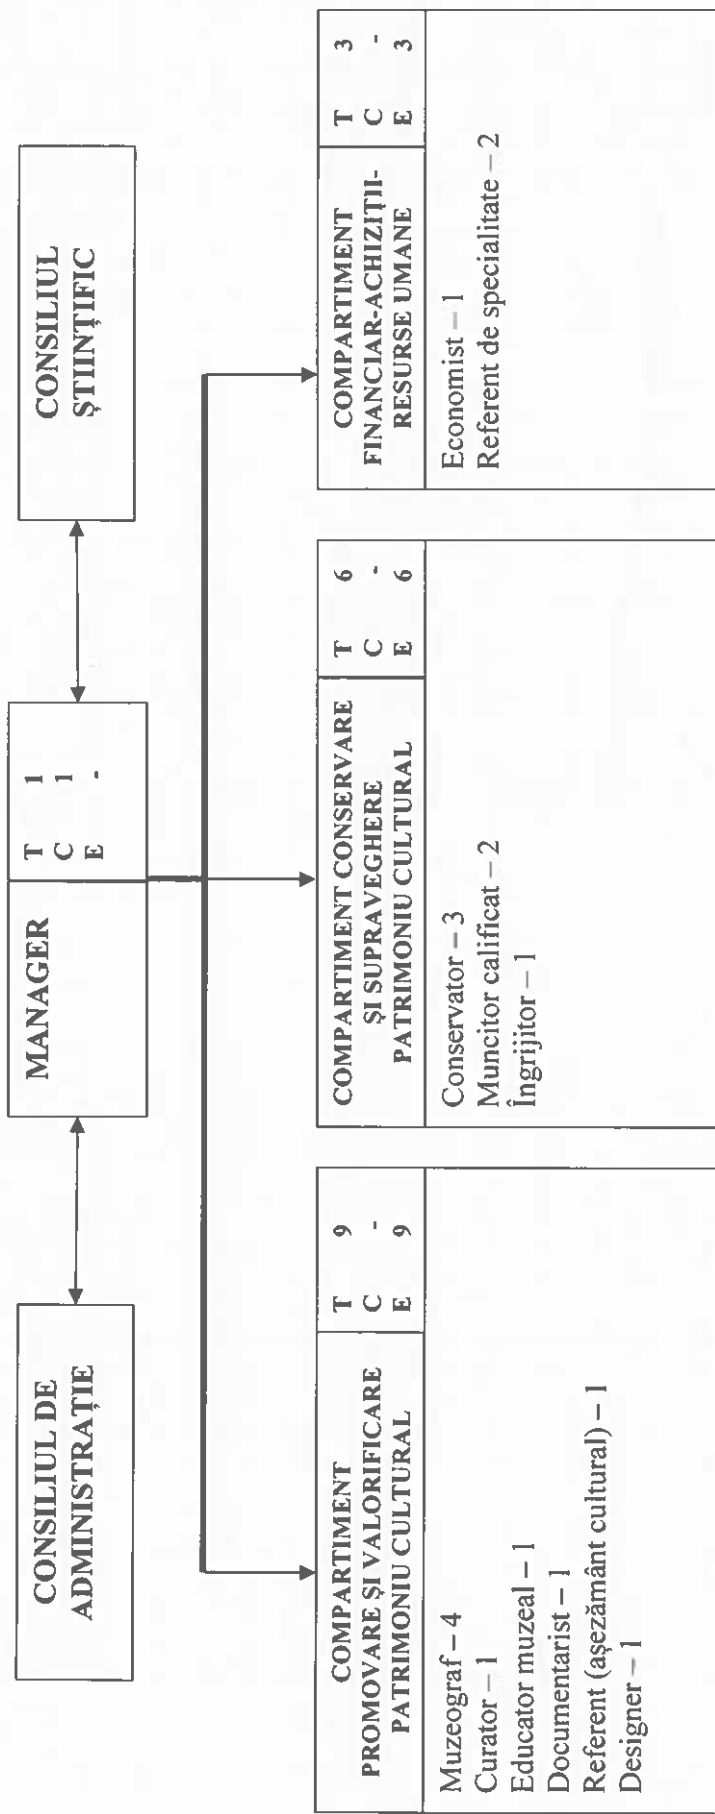 CONSILIUL DE
ADMINISTRAȚIE
MANAGER
T 1
C 1
E -
CONSILIUL
ȘTIINȚIFIC
COMPARTIMENT
PROMOVARE ȘI VALORIFICARE
PATRIMONIU CULTURAL
T 9
C -
E 9
Muzeograf – 4
Curator – 1
Educator muzeal – 1
Documentarist – 1
Referent (așezământ cultural) – 1
Designer – 1
COMPARTIMENT CONSERVARE
ȘI SUPRAVEGHERE
PATRIMONIU CULTURAL
T 6
C -
E 6
Conservator – 3
Muncitor calificat – 2
Îngrijitor – 1
COMPARTIMENT
FINANCIAR-ACHIZIȚII-
RESURSE UMANE
T 3
C -
E 3
Economist – 1
Referent de specialitate – 2